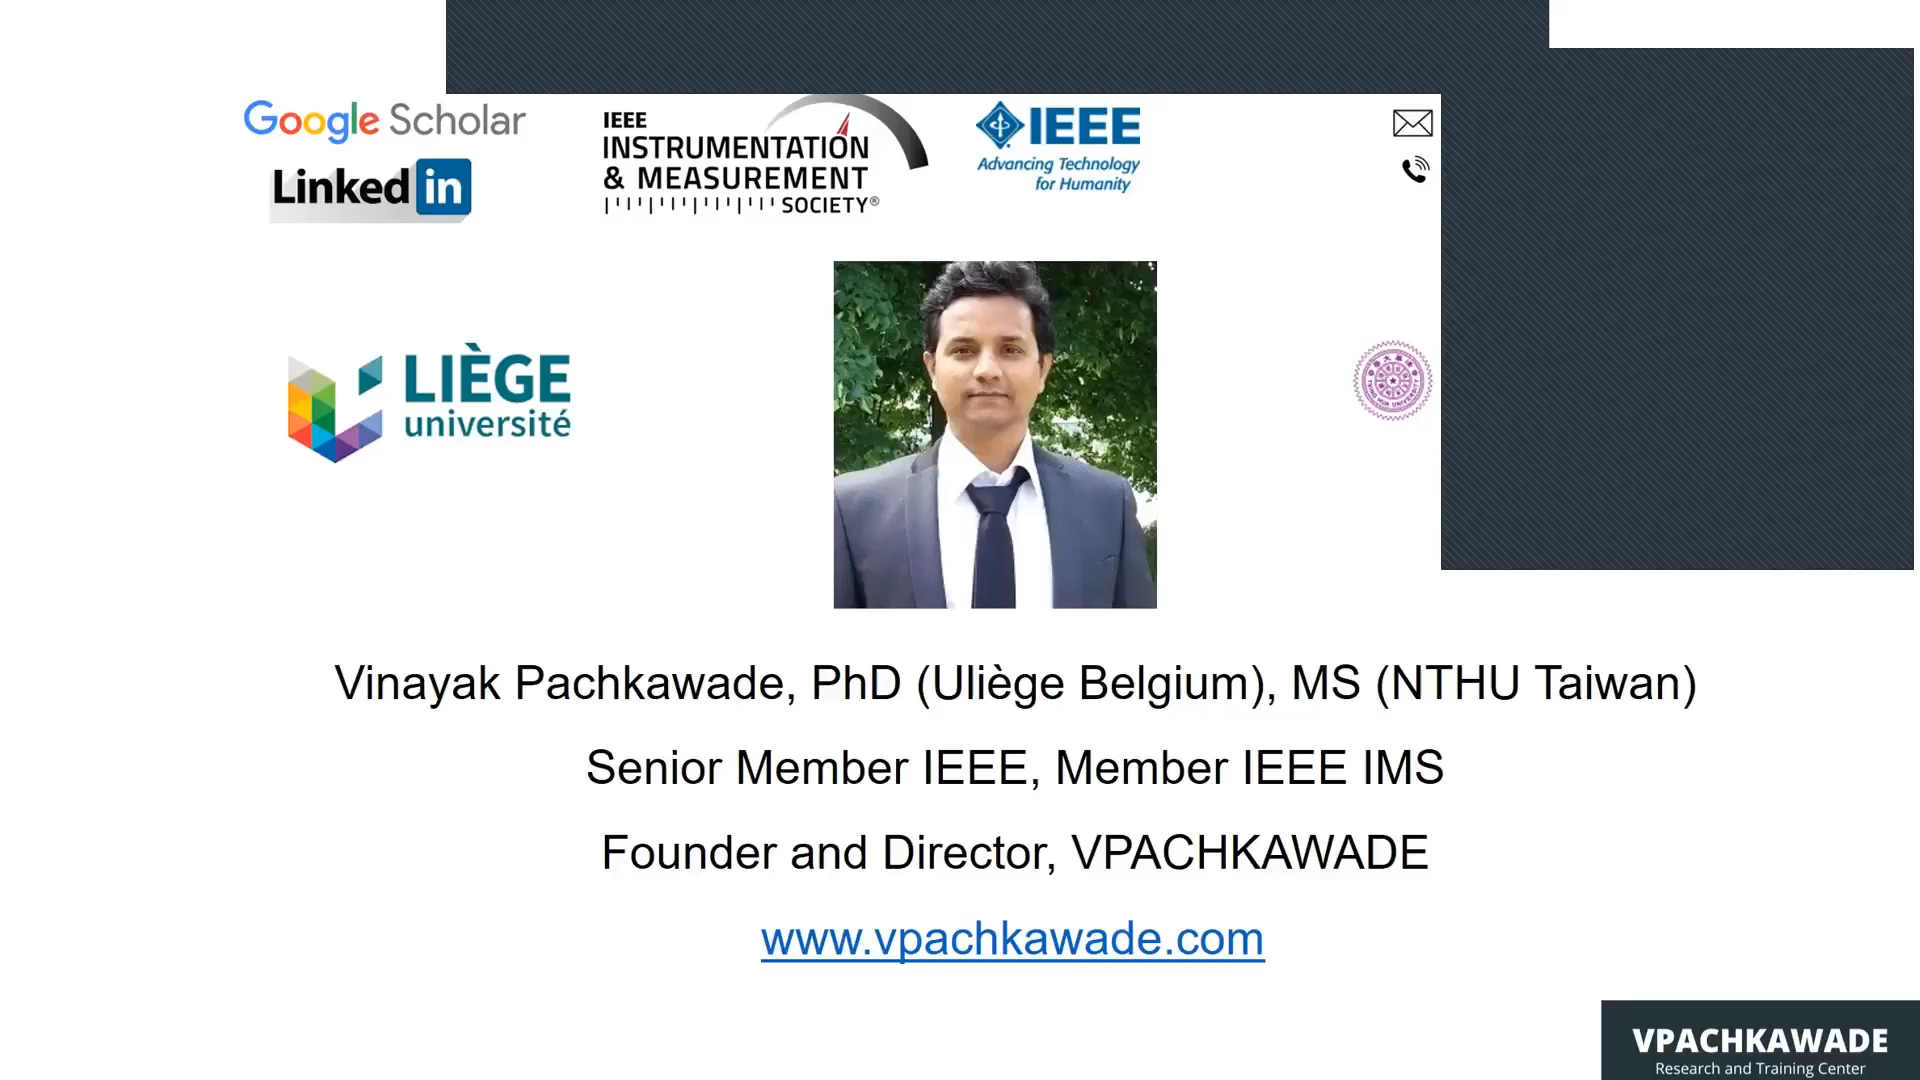 Google Scholar
Linked in
IEEE
INSTRUMENTATION
& MEASUREMENT
SOCIETY®
IEEE
Advancing Technology
for Humanity
LIÈGE
université
Vinayak Pachkawade, PhD (Uliège Belgium), MS (NTHU Taiwan)
Senior Member IEEE, Member IEEE IMS
Founder and Director, VPACHKAWADE
www.vpachkawade.com
VPACHKAWADE
Research and Training Center